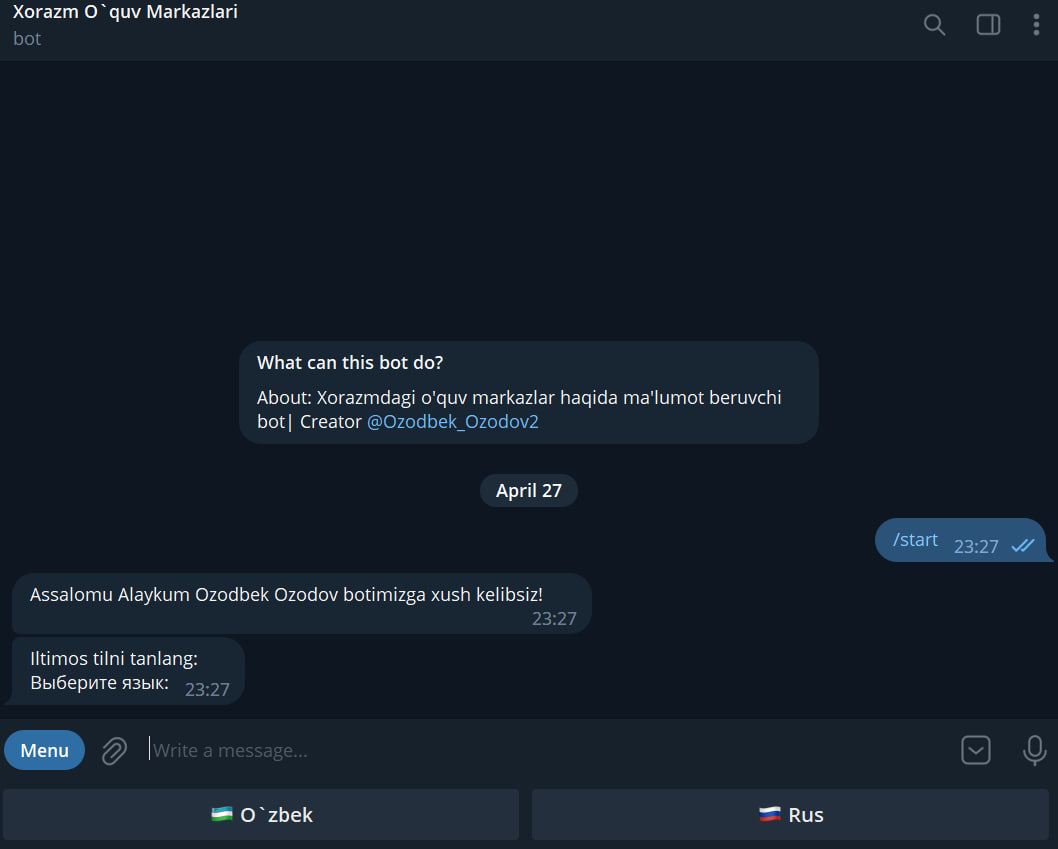 Xorazm O`quv Markazlari
bot
What can this bot do?
About: Xorazmdagi o'quv markazlar haqida ma'lumot beruvchi
bot| Creator @Ozodbek_Ozodov2
April 27
/start 23:27
Assalomu Alaykum Ozodbek Ozodov botimizga xush kelibsiz!
23:27
Iltimos tilni tanlang:
Выберите язык: 23:27
Menu Write a message...
O`zbek Rus